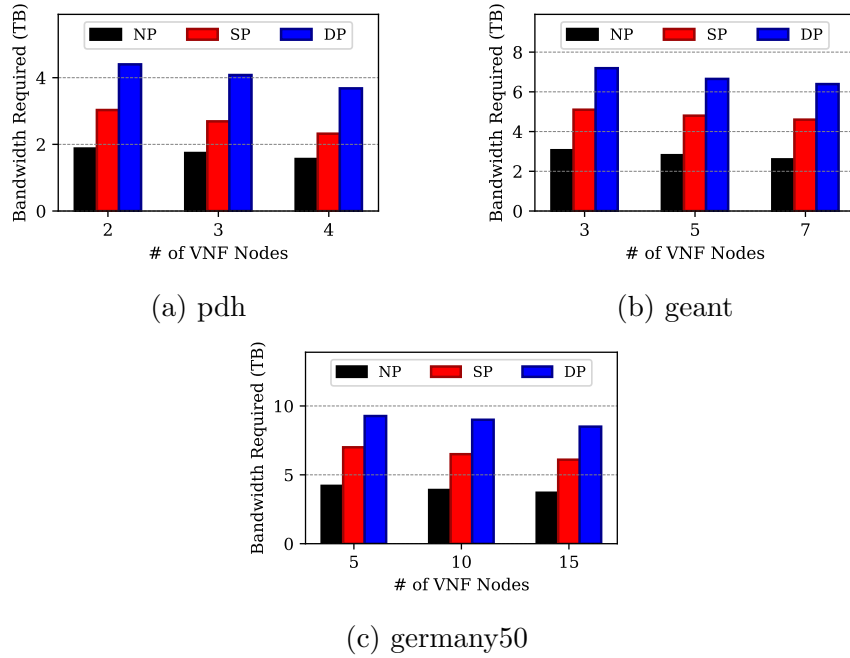 NP SP DP
Bandwidth Required (TB)
4
2
0
2 3 4
# of VNF Nodes
(a) pdh
NP SP DP
Bandwidth Required (TB)
8
6
4
2
0
3 5 7
# of VNF Nodes
(b) geant
NP SP DP
Bandwidth Required (TB)
10
5
0
5 10 15
# of VNF Nodes
(c) germany50